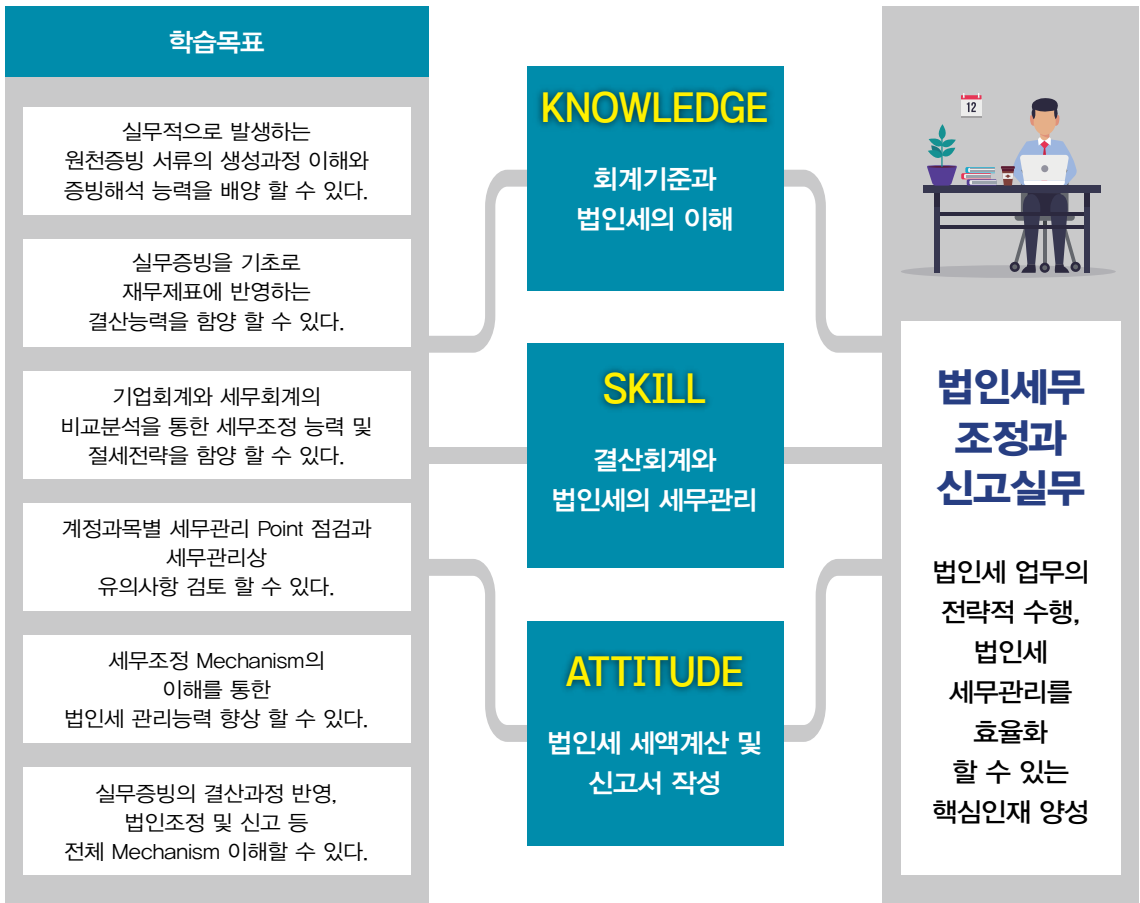 학습목표
실무적으로 발생하는
원천증빙 서류의 생성과정 이해와
증빙해석 능력을 배양 할 수 있다.
실무증빙을 기초로
재무제표에 반영하는
결산능력을 함양 할 수 있다.
기업회계와 세무회계의
비교분석을 통한 세무조정 능력 및
절세전략을 함양 할 수 있다.
계정과목별 세무관리 Point 점검과
세무관리상
유의사항 검토 할 수 있다.
세무조정 Mechanism의
이해를 통한
법인세 관리능력 향상 할 수 있다.
실무증빙의 결산과정 반영,
법인조정 및 신고 등
전체 Mechanism 이해할 수 있다.
KNOWLEDGE
회계기준과
법인세의 이해
SKILL
결산회계와
법인세의 세무관리
ATTITUDE
법인세 세액계산 및
신고서 작성
12
법인세무
조정과
신고실무
법인세 업무의
전략적 수행,
법인세
세무관리를
효율화
할 수 있는
핵심인재 양성